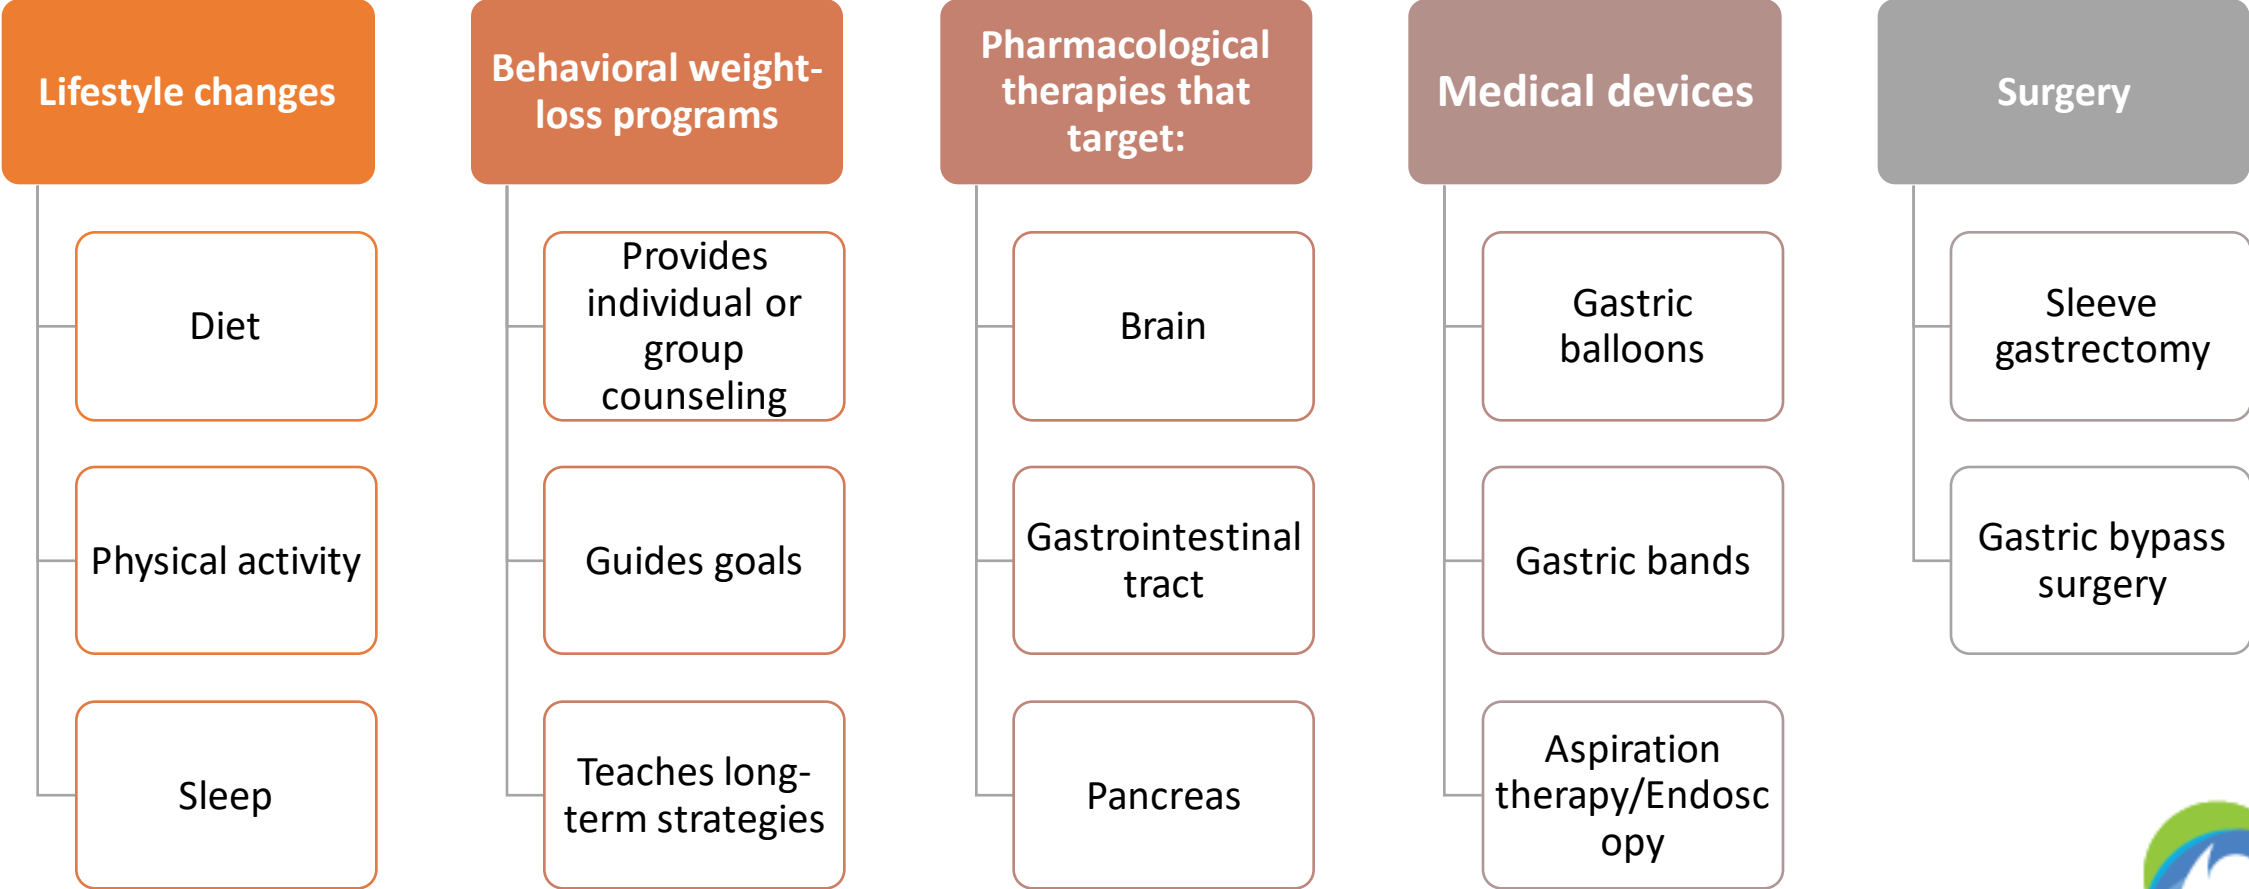 Lifestyle changes
Diet
Physical activity
Sleep
Behavioral weight-
loss programs
Provides
individual or
group
counseling
Guides goals
Teaches long-
term strategies
Pharmacological
therapies that
target:
Brain
Gastrointestinal
tract
Pancreas
Medical devices
Gastric
balloons
Gastric bands
Aspiration
therapy/Endosc
opy
Surgery
Sleeve
gastrectomy
Gastric bypass
surgery